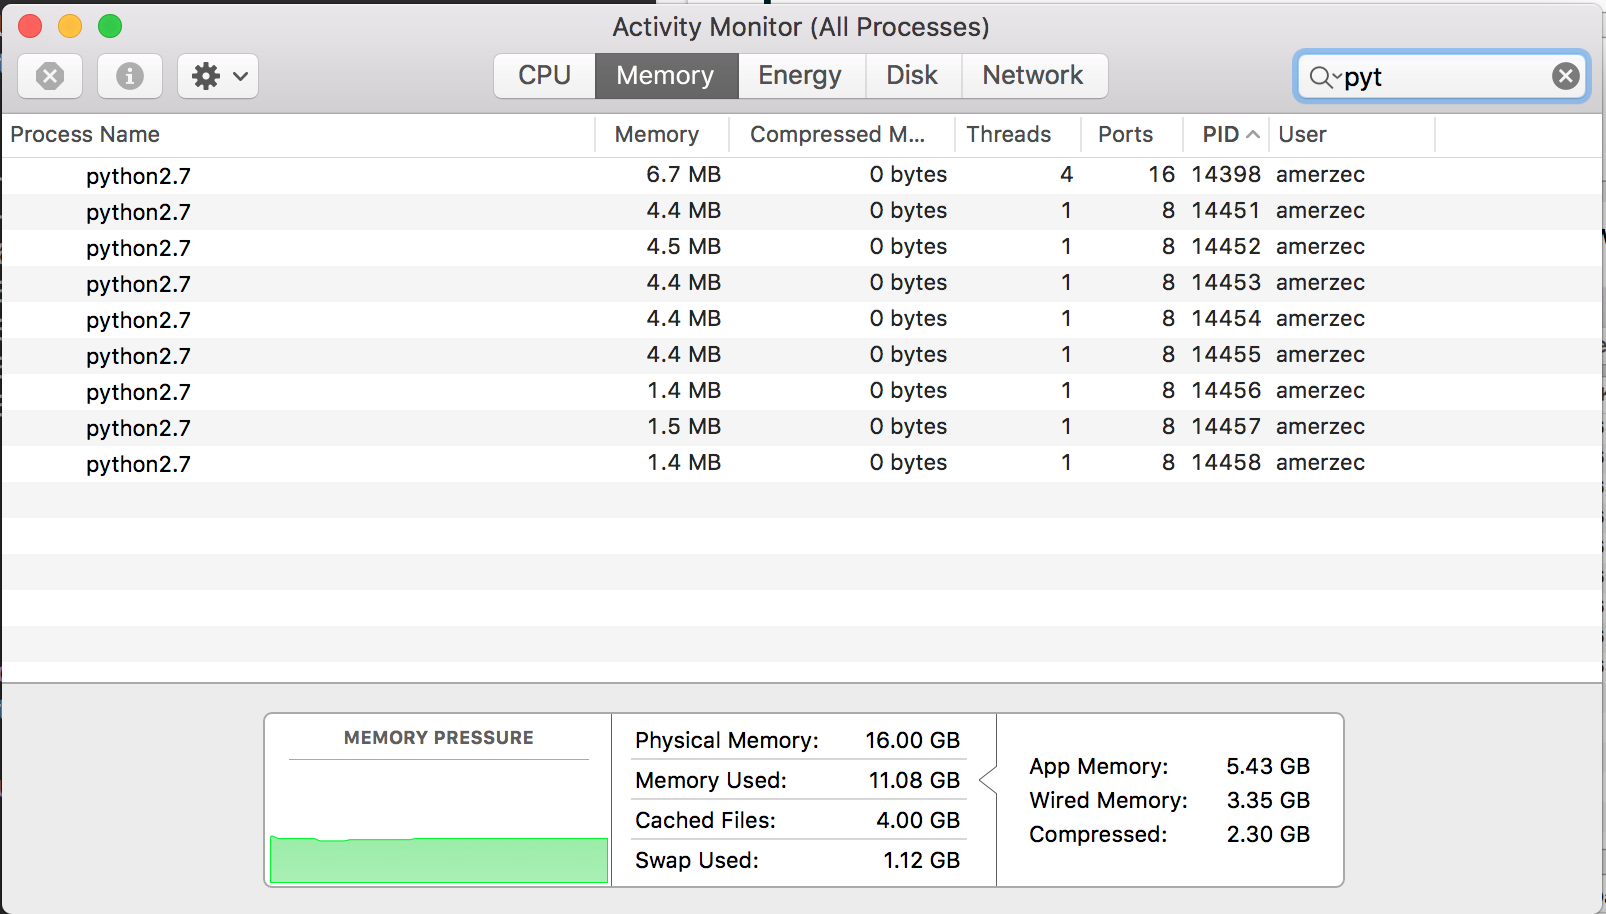 Activity Monitor (All Processes)
CPU Memory Energy Disk Network pyt
Process Name Memory Compressed M... Threads Ports PID User
python2.7 6.7 MB 0 bytes 4 16 14398 amerzec
python2.7 4.4 MB 0 bytes 1 8 14451 amerzec
python2.7 4.5 MB 0 bytes 1 8 14452 amerzec
python2.7 4.4 MB 0 bytes 1 8 14453 amerzec
python2.7 4.4 MB 0 bytes 1 8 14454 amerzec
python2.7 4.4 MB 0 bytes 1 8 14455 amerzec
python2.7 1.4 MB 0 bytes 1 8 14456 amerzec
python2.7 1.5 MB 0 bytes 1 8 14457 amerzec
python2.7 1.4 MB 0 bytes 1 8 14458 amerzec
MEMORY PRESSURE
Physical Memory: 16.00 GB
Memory Used: 11.08 GB
Cached Files: 4.00 GB
Swap Used: 1.12 GB
App Memory: 5.43 GB
Wired Memory: 3.35 GB
Compressed: 2.30 GB